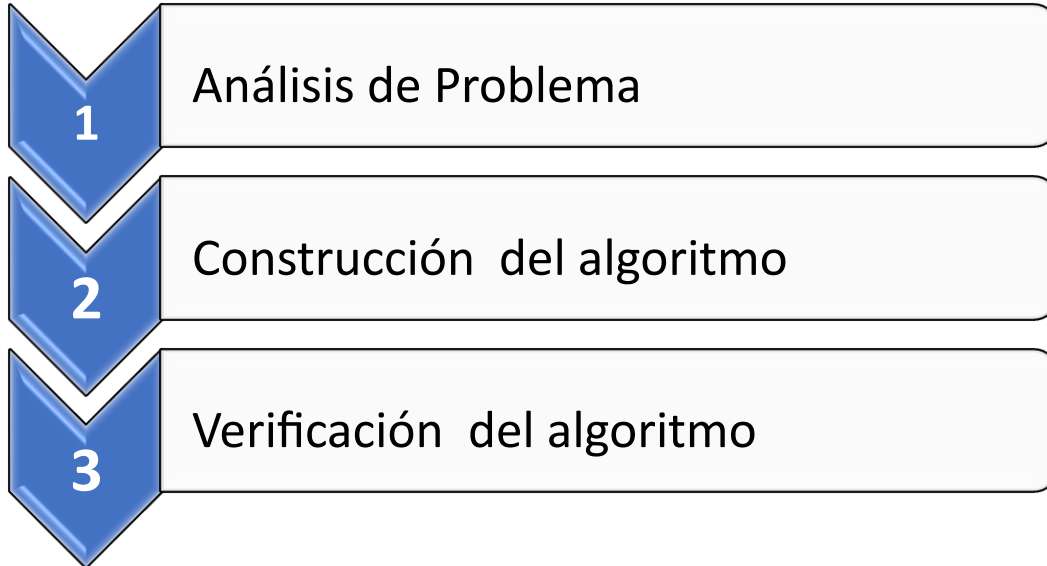 1
Análisis de Problema
2
Construcción  del algoritmo
3
Verificación  del algoritmo